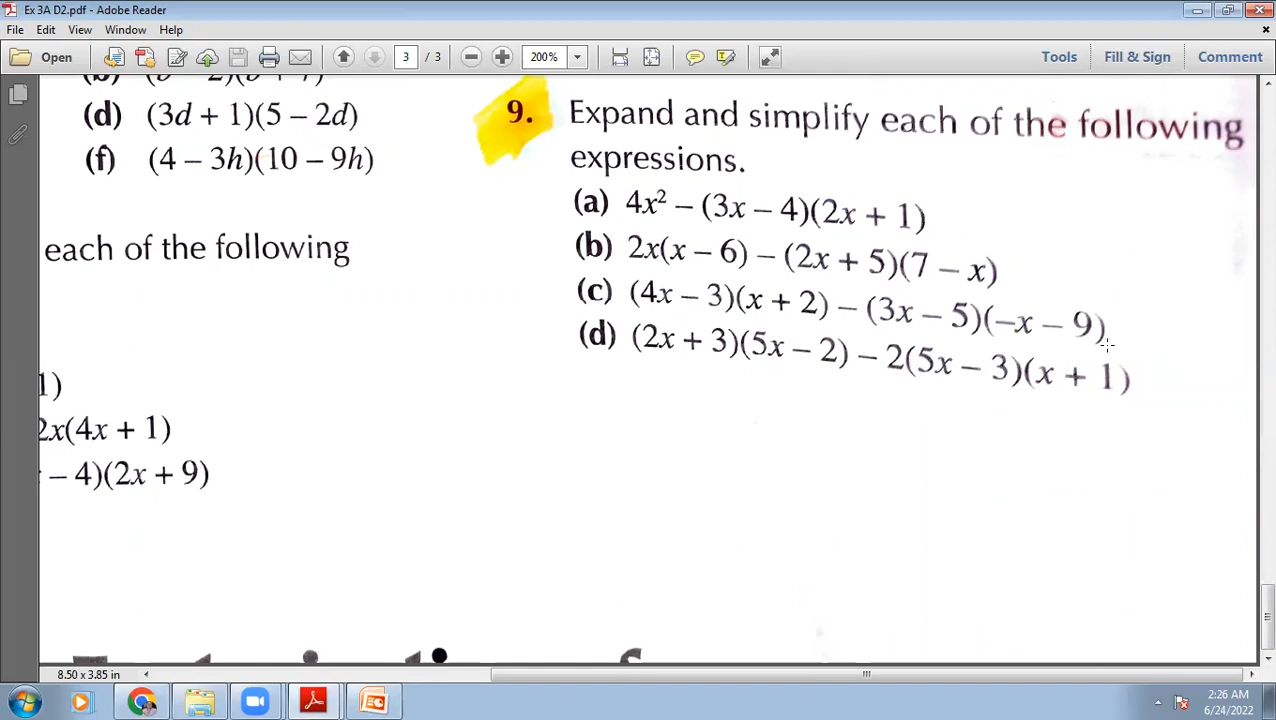 Ex 3A D2.pdf - Adobe Reader
File Edit View Window Help
Open 3 / 3 200% Tools Fill & Sign Comment
(d) (3d + 1)(5 – 2d)
(f) (4 – 3h)(10 – 9h)
each of the following
1)
2x(4x + 1)
– 4)(2x + 9)
9. Expand and simplify each of the following
expressions.
(a) 4x² – (3x – 4)(2x + 1)
(b) 2x(x – 6) – (2x + 5)(7 – x)
(c) (4x – 3)(x + 2) – (3x – 5)(–x – 9)
(d) (2x + 3)(5x – 2) – 2(5x – 3)(x + 1)
8.50 x 3.85 in
2:26 AM
6/24/2022